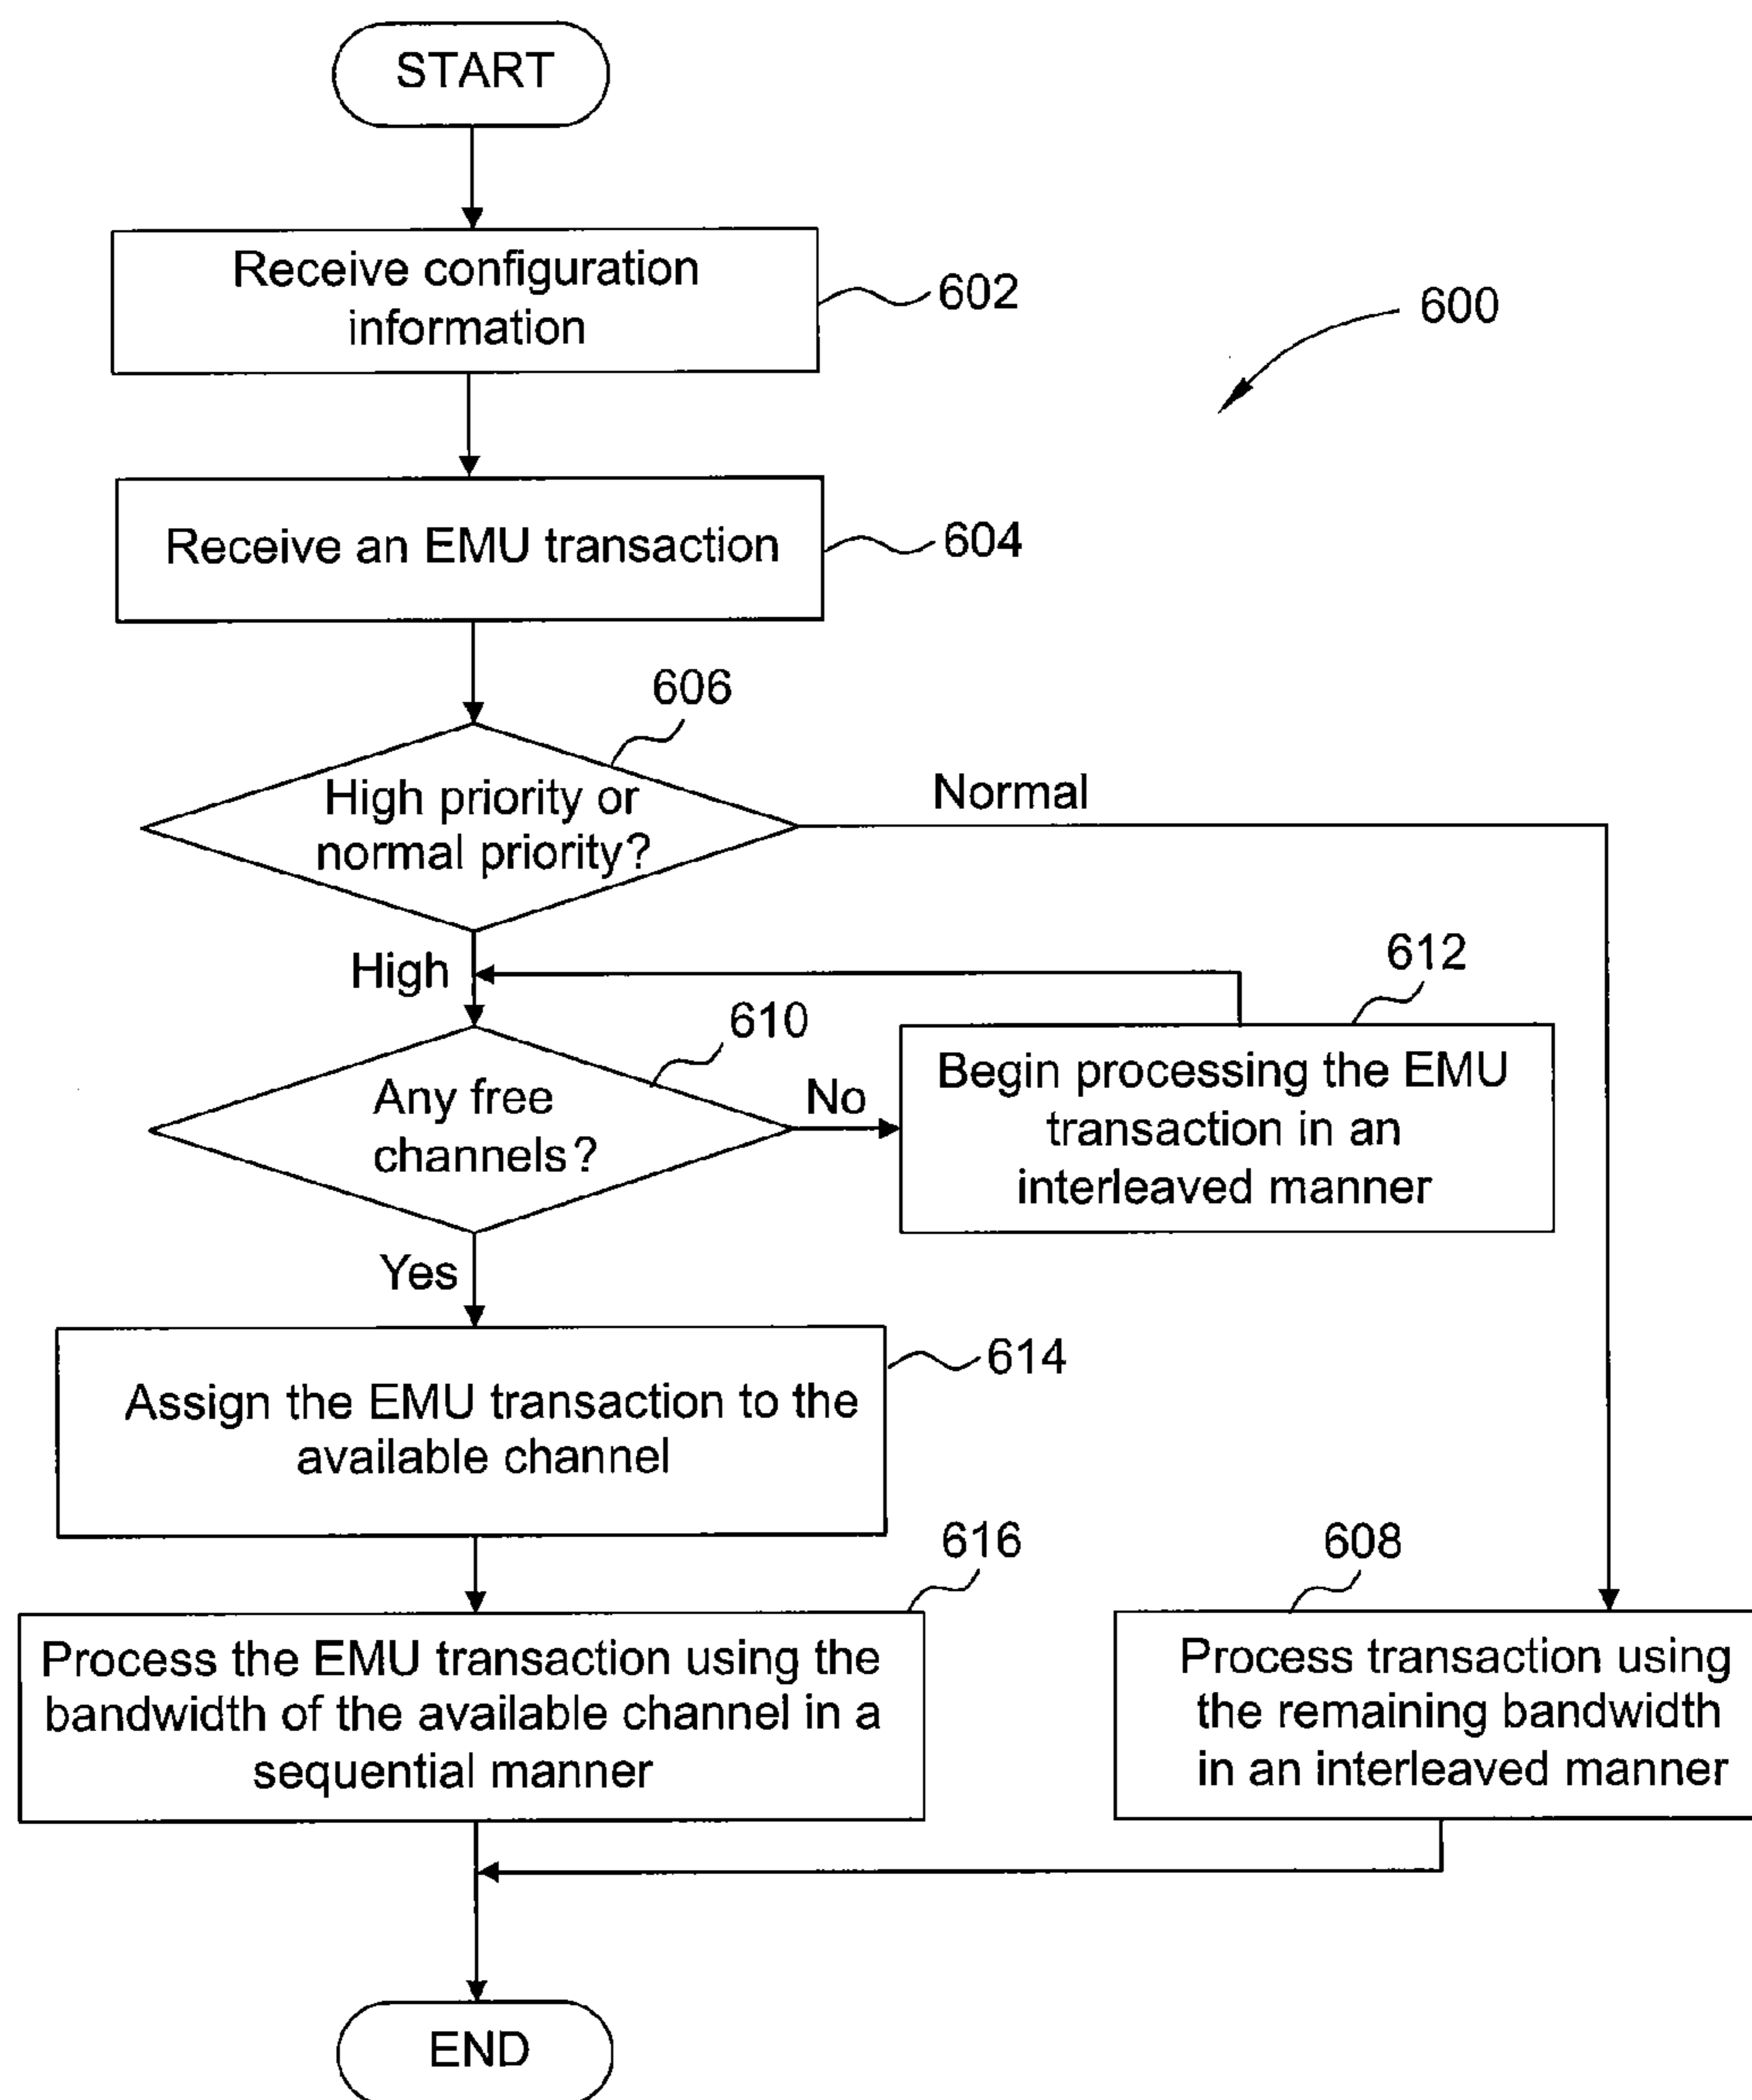 START
Receive configuration
information
602
600
Receive an EMU transaction
604
606
High priority or
normal priority?
Normal
High
612
610
Any free
channels?
No
Begin processing the EMU
transaction in an
interleaved manner
Yes
614
Assign the EMU transaction to the
available channel
616
608
Process the EMU transaction using the
bandwidth of the available channel in a
sequential manner
Process transaction using
the remaining bandwidth
in an interleaved manner
END